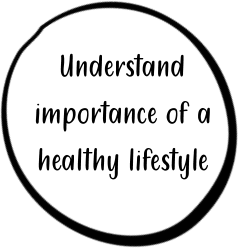 Understand
importance of a
healthy lifestyle